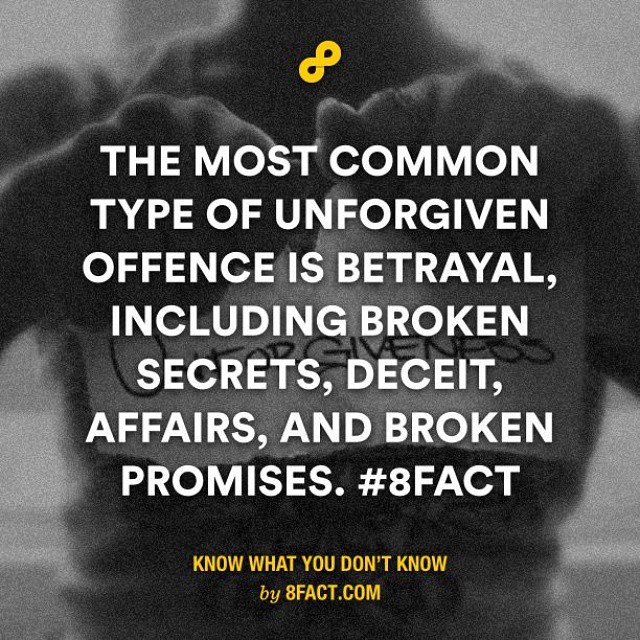 THE MOST COMMON
TYPE OF UNFORGIVEN
OFFENCE IS BETRAYAL,
INCLUDING BROKEN
UNFORGIVENESS
SECRETS, DECEIT,
AFFAIRS, AND BROKEN
PROMISES. #8FACT
KNOW WHAT YOU DON'T KNOW
by 8FACT.COM